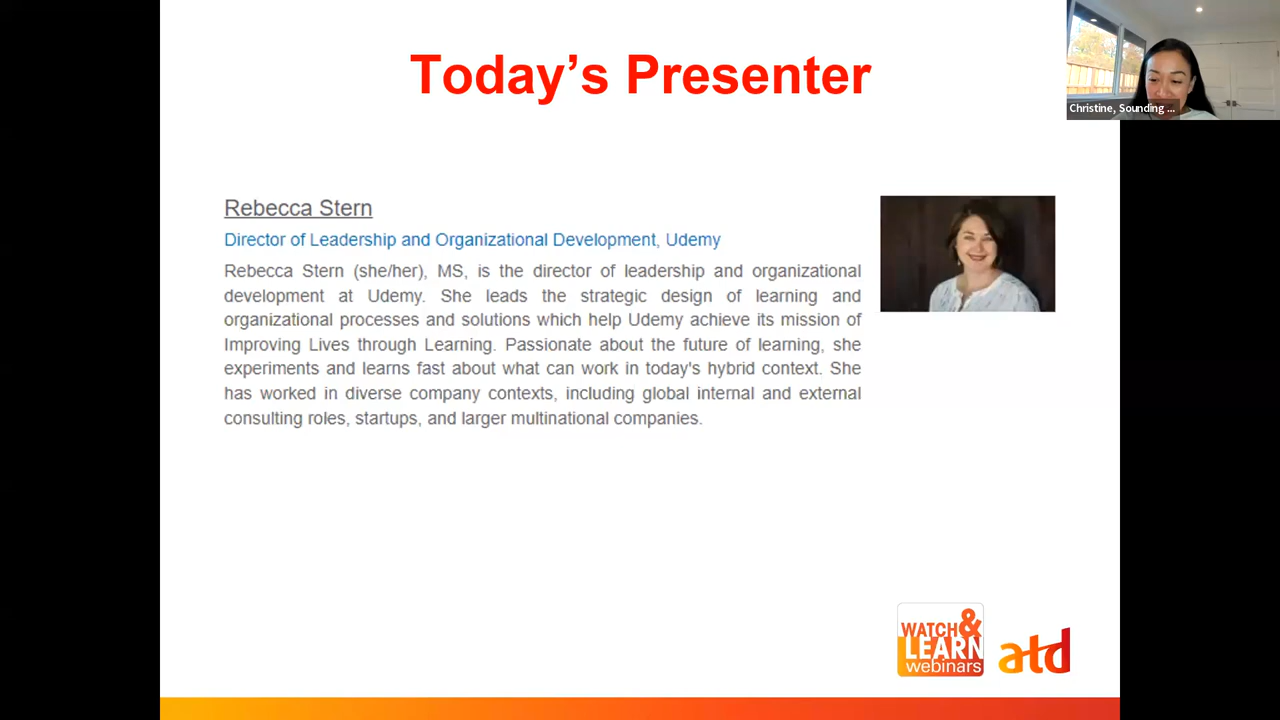 Today’s Presenter
Christine, Sounding ...
Rebecca Stern
Director of Leadership and Organizational Development, Udemy
Rebecca Stern (she/her), MS, is the director of leadership and organizational
development at Udemy. She leads the strategic design of learning and
organizational processes and solutions which help Udemy achieve its mission of
Improving Lives through Learning. Passionate about the future of learning, she
experiments and learns fast about what can work in today's hybrid context. She
has worked in diverse company contexts, including global internal and external
consulting roles, startups, and larger multinational companies.
WATCH &
LEARN
webinars
atd